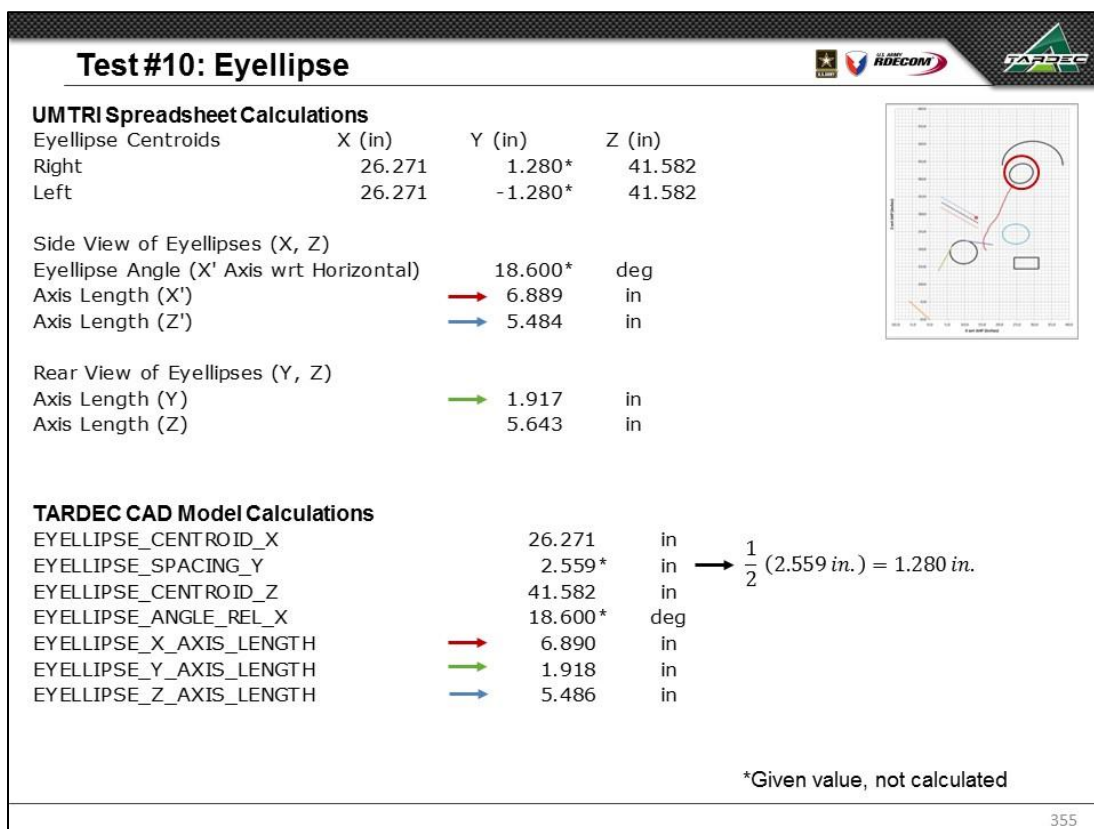 Test #10: Eyellipse
U.S. ARMY
RDECOM
TARDEC
UMTRI Spreadsheet Calculations
Eyellipse Centroids X (in) Y (in) Z (in)
Right 26.271 1.280* 41.582
Left 26.271 -1.280* 41.582
Side View of Eyellipses (X, Z)
Eyellipse Angle (X' Axis wrt Horizontal) 18.600* deg
Axis Length (X') 6.889 in
Axis Length (Z') 5.484 in
Rear View of Eyellipses (Y, Z)
Axis Length (Y) 1.917 in
Axis Length (Z) 5.643 in
TARDEC CAD Model Calculations
EYELLIPSE_CENTROID_X 26.271 in
EYELLIPSE_SPACING_Y 2.559* in → 1/2 (2.559 in.) = 1.280 in.
EYELLIPSE_CENTROID_Z 41.582 in
EYELLIPSE_ANGLE_REL_X 18.600* deg
EYELLIPSE_X_AXIS_LENGTH 6.890 in
EYELLIPSE_Y_AXIS_LENGTH 1.918 in
EYELLIPSE_Z_AXIS_LENGTH 5.486 in
*Given value, not calculated
355